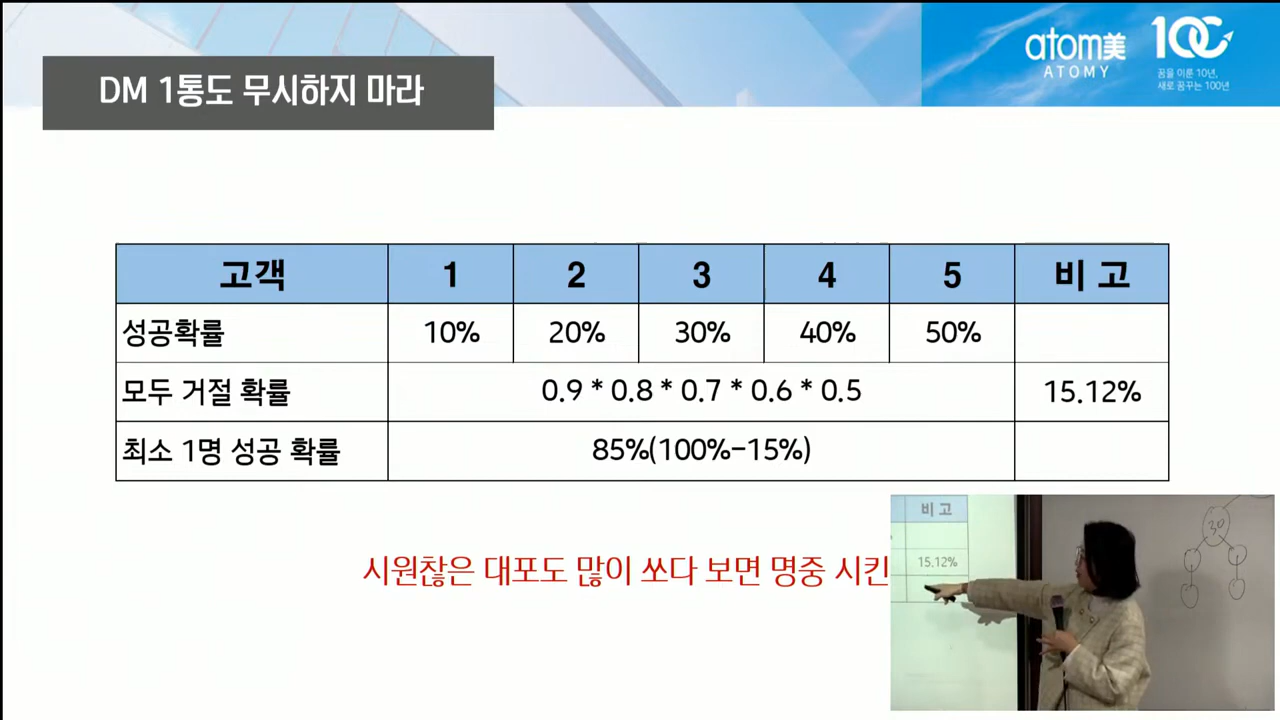 DM 1통도 무시하지 마라
atom美
ATOMY
100
꿈을 이룬 10년,
새로 꿈꾸는 100년
고객 1 2 3 4 5 비 고
성공확률 10% 20% 30% 40% 50%
모두 거절 확률 0.9 * 0.8 * 0.7 * 0.6 * 0.5 15.12%
최소 1명 성공 확률 85%(100%-15%)
시원찮은 대포도 많이 쏘다 보면 명중 시킨
비 고
15.12%
30